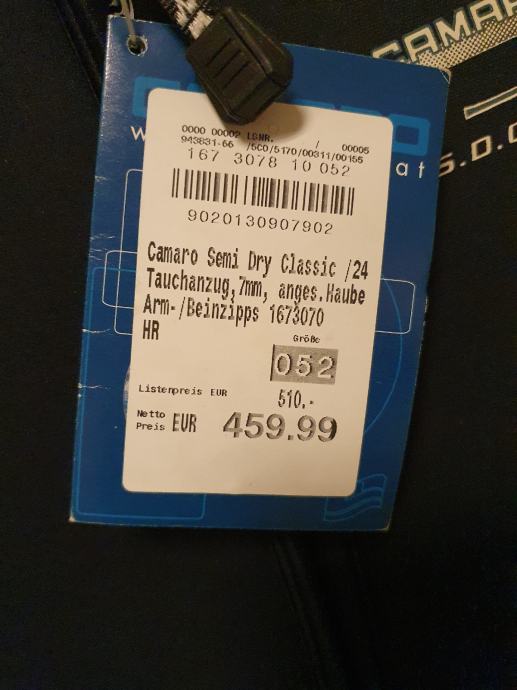 CAMARO
S.D.
w
at
0000 00002 LGNR. / 00005
943831-66 /5C0/5170/00311/00155
167 3078 10 052
9020130907902
Camaro Semi Dry Classic /24
Tauchanzug,7mm, anges.Haube
Arm-/Beinzipps 1673070
HR
Größe
052
Listenpreis EUR 510,-
Netto
Preis EUR 459.99